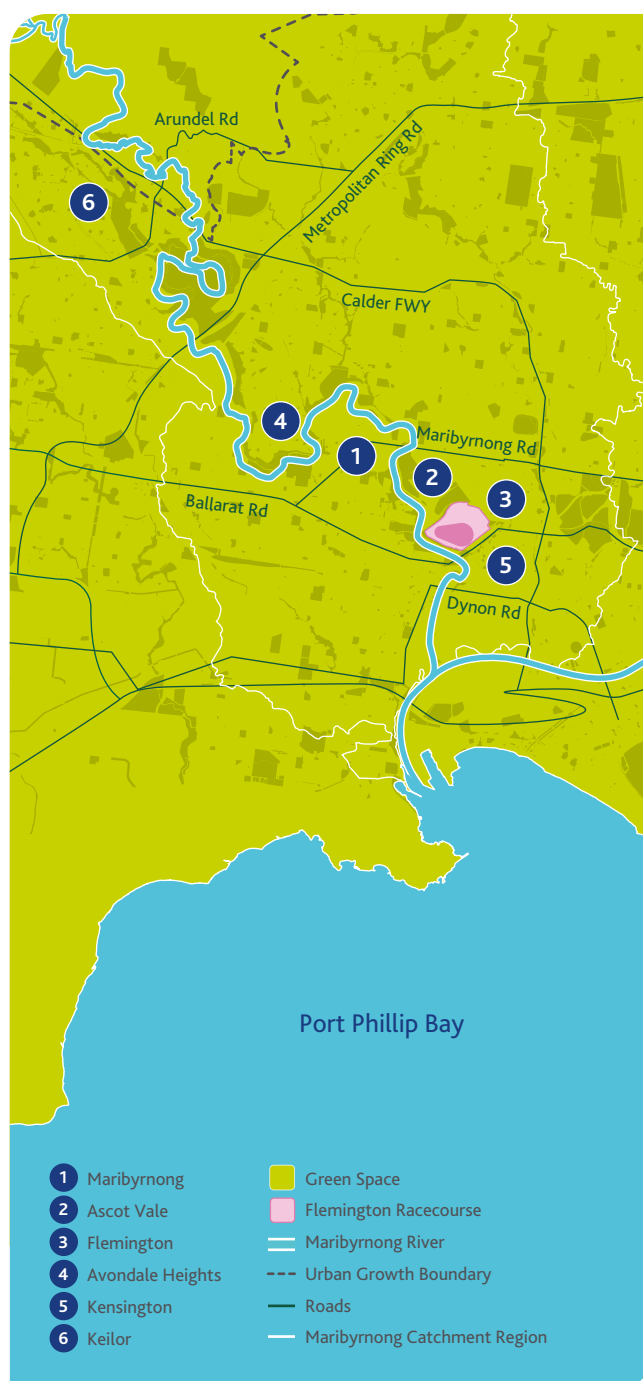 Arundel Rd
Metropolitan Ring Rd
6
Calder FWY
4
Maribyrnong Rd
1
2
3
Ballarat Rd
5
Dynon Rd
Port Phillip Bay
1 Maribyrnong
2 Ascot Vale
3 Flemington
4 Avondale Heights
5 Kensington
6 Keilor
Green Space
Flemington Racecourse
Maribyrnong River
Urban Growth Boundary
Roads
Maribyrnong Catchment Region